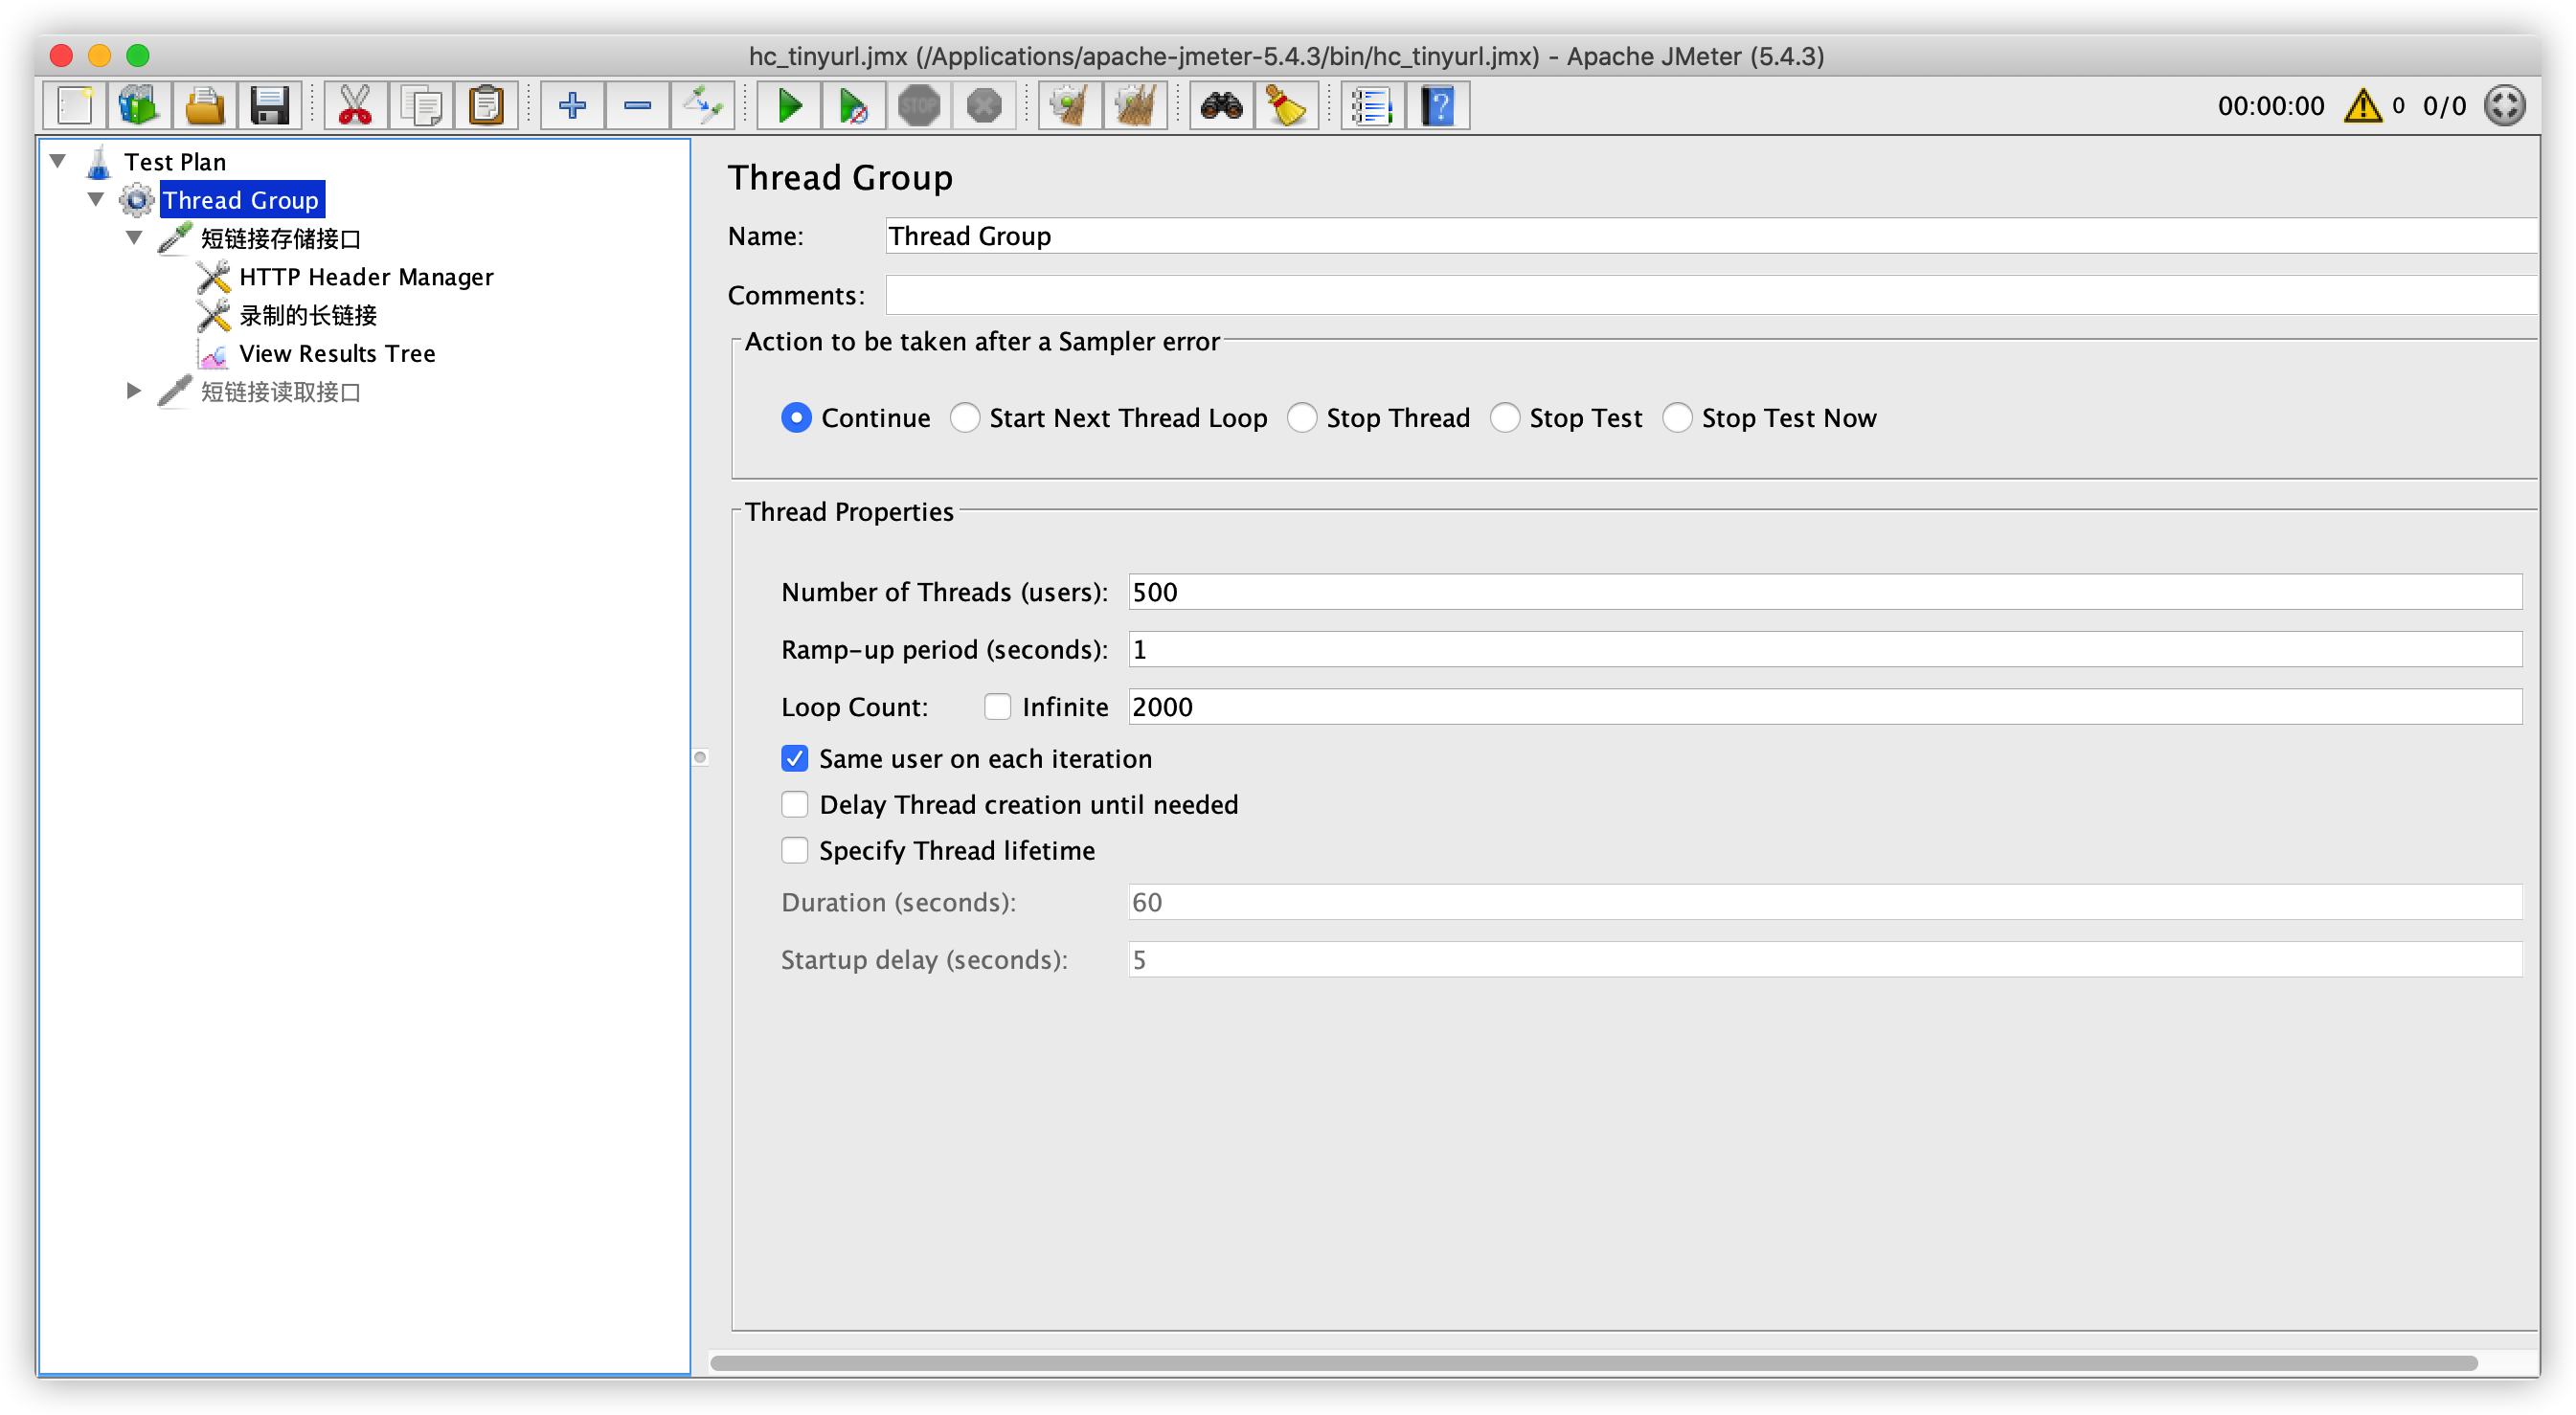 hc_tinyurl.jmx (/Applications/apache-jmeter-5.4.3/bin/hc_tinyurl.jmx) - Apache JMeter (5.4.3)
STOP
?
00:00:00 0 0/0
Test Plan
Thread Group
短链接存储接口
HTTP Header Manager
录制的长链接
View Results Tree
短链接读取接口
Thread Group
Name: Thread Group
Comments:
Action to be taken after a Sampler error
Continue Start Next Thread Loop Stop Thread Stop Test Stop Test Now
Thread Properties
Number of Threads (users): 500
Ramp-up period (seconds): 1
Loop Count: Infinite 2000
Same user on each iteration
Delay Thread creation until needed
Specify Thread lifetime
Duration (seconds): 60
Startup delay (seconds): 5